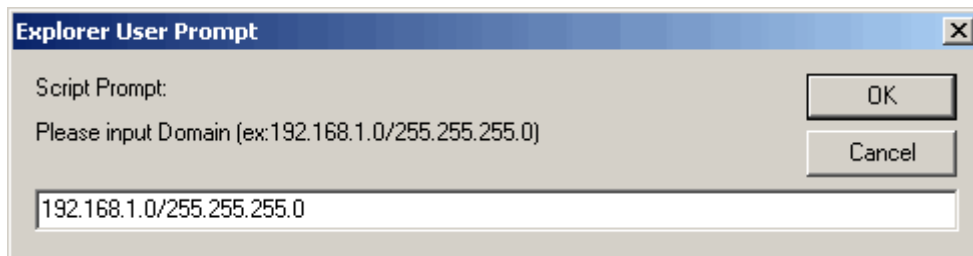 Explorer User Prompt
Script Prompt:
OK
Please input Domain (ex:192.168.1.0/255.255.255.0)
Cancel
192.168.1.0/255.255.255.0